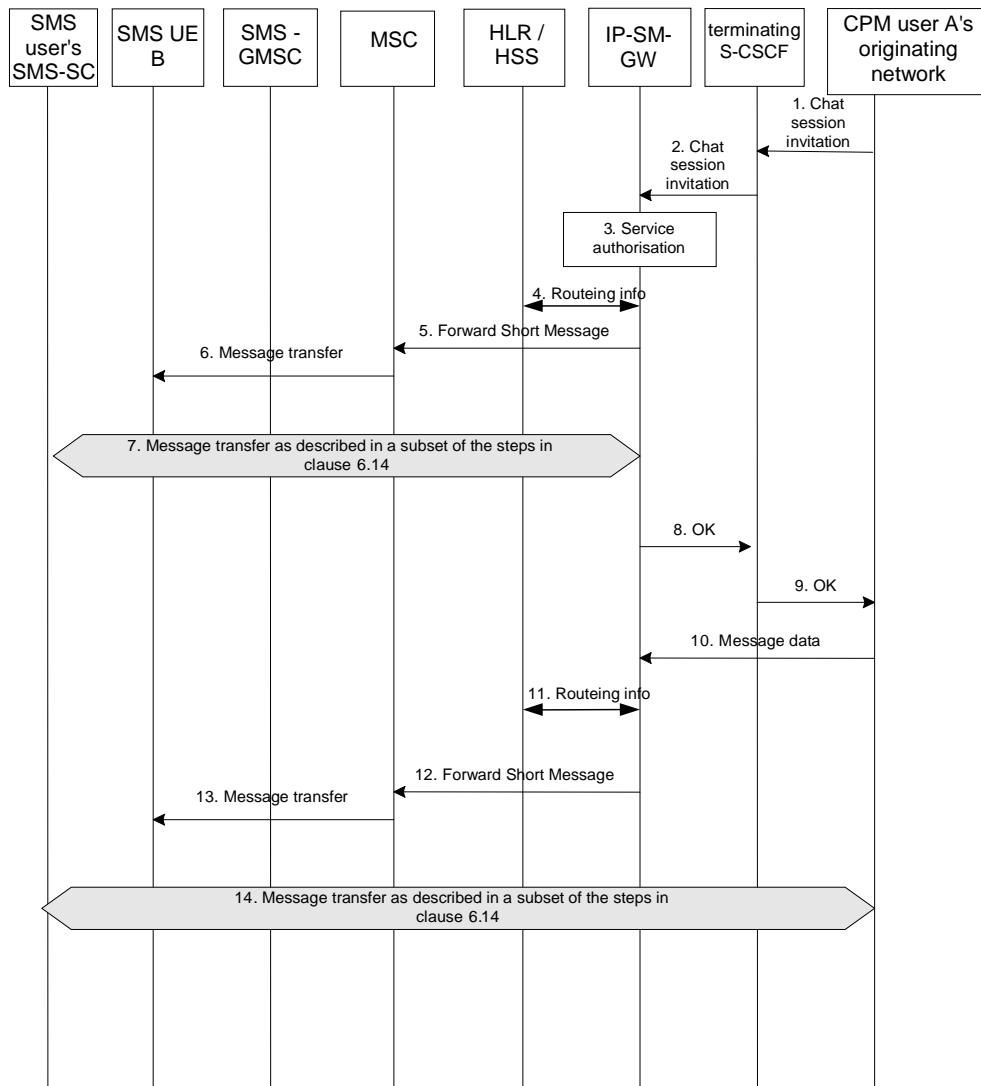 SMS
user's
SMS-SC
SMS UE
B
SMS -
GMSC
MSC
HLR /
HSS
IP-SM-
GW
terminating
S-CSCF
CPM user A's
originating
network
1. Chat
session
invitation
2. Chat
session
invitation
3. Service
authorisation
4. Routeing info
5. Forward Short Message
6. Message transfer
7. Message transfer as described in a subset of the steps in
clause 6.14
8. OK
9. OK
10. Message data
11. Routeing info
12. Forward Short Message
13. Message transfer
14. Message transfer as described in a subset of the steps in
clause 6.14